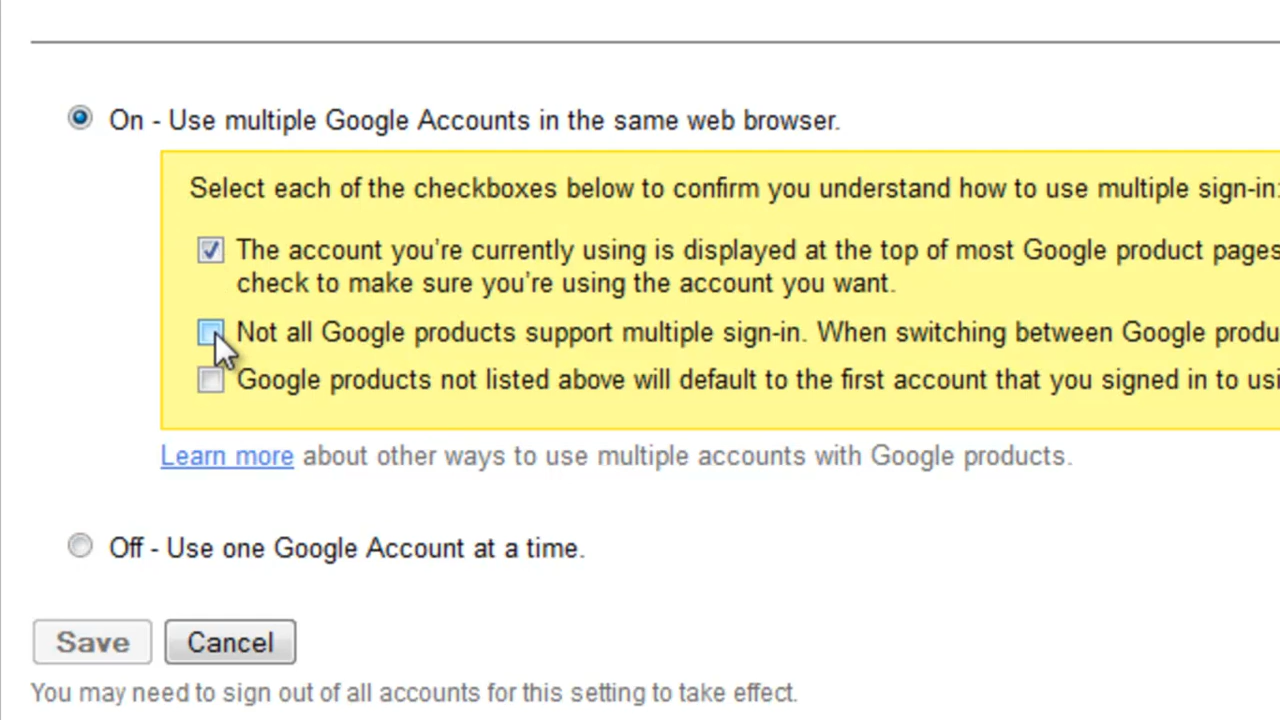 On - Use multiple Google Accounts in the same web browser.
Select each of the checkboxes below to confirm you understand how to use multiple sign-in:
The account you're currently using is displayed at the top of most Google product pages
check to make sure you're using the account you want.
Not all Google products support multiple sign-in. When switching between Google produ
Google products not listed above will default to the first account that you signed in to usi
Learn more about other ways to use multiple accounts with Google products.
Off - Use one Google Account at a time.
Save Cancel
You may need to sign out of all accounts for this setting to take effect.